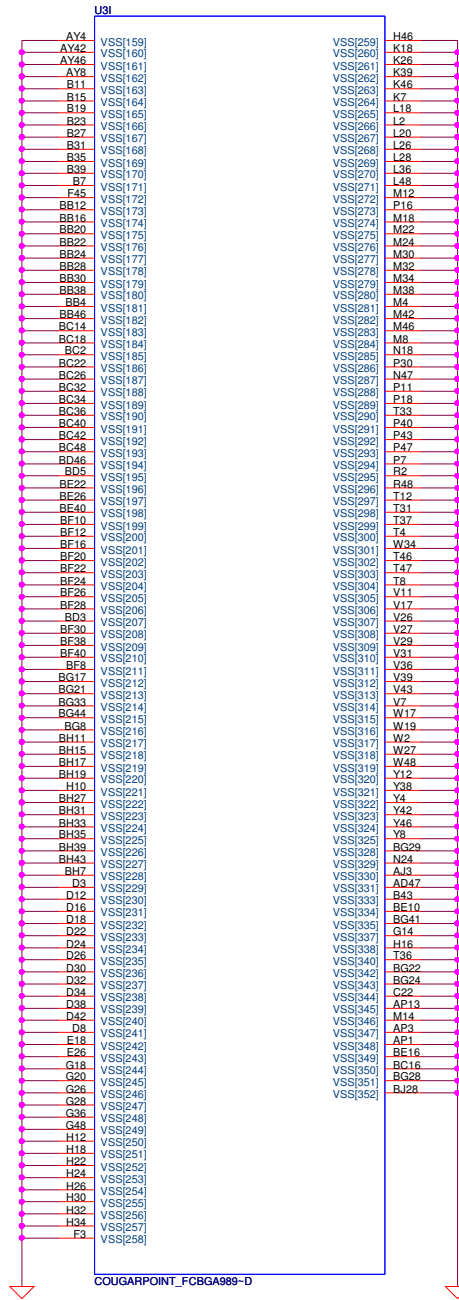 U3I
AY4 VSS[159] VSS[259] H46
AY42 VSS[160] VSS[260] K18
AY46 VSS[161] VSS[261] K26
AY8 VSS[162] VSS[262] K39
B11 VSS[163] VSS[263] K46
B15 VSS[164] VSS[264] K7
B19 VSS[165] VSS[265] L18
B23 VSS[166] VSS[266] L2
B27 VSS[167] VSS[267] L20
B31 VSS[168] VSS[268] L26
B35 VSS[169] VSS[269] L28
B39 VSS[170] VSS[270] L36
B7 VSS[171] VSS[271] L48
F45 VSS[172] VSS[272] M12
BB12 VSS[173] VSS[273] P16
BB16 VSS[174] VSS[274] M18
BB20 VSS[175] VSS[275] M22
BB22 VSS[176] VSS[276] M24
BB24 VSS[177] VSS[277] M30
BB28 VSS[178] VSS[278] M32
BB30 VSS[179] VSS[279] M34
BB38 VSS[180] VSS[280] M38
BB4 VSS[181] VSS[281] M4
BB46 VSS[182] VSS[282] M42
BC14 VSS[183] VSS[283] M46
BC18 VSS[184] VSS[284] M8
BC2 VSS[185] VSS[285] N18
BC22 VSS[186] VSS[286] P30
BC26 VSS[187] VSS[287] N47
BC32 VSS[188] VSS[288] P11
BC34 VSS[189] VSS[289] P18
BC36 VSS[190] VSS[290] T33
BC40 VSS[191] VSS[291] P40
BC42 VSS[192] VSS[292] P43
BC48 VSS[193] VSS[293] P47
BD46 VSS[194] VSS[294] P7
BD5 VSS[195] VSS[295] R2
BE22 VSS[196] VSS[296] R48
BE26 VSS[197] VSS[297] T12
BE40 VSS[198] VSS[298] T31
BF10 VSS[199] VSS[299] T37
BF12 VSS[200] VSS[300] T4
BF16 VSS[201] VSS[301] W34
BF20 VSS[202] VSS[302] T46
BF22 VSS[203] VSS[303] T47
BF24 VSS[204] VSS[304] T8
BF26 VSS[205] VSS[305] V11
BF28 VSS[206] VSS[306] V17
BD3 VSS[207] VSS[307] V26
BF30 VSS[208] VSS[308] V27
BF38 VSS[209] VSS[309] V29
BF40 VSS[210] VSS[310] V31
BF8 VSS[211] VSS[311] V36
BG17 VSS[212] VSS[312] V39
BG21 VSS[213] VSS[313] V43
BG33 VSS[214] VSS[314] V7
BG44 VSS[215] VSS[315] W17
BG8 VSS[216] VSS[316] W19
BH11 VSS[217] VSS[317] W2
BH15 VSS[218] VSS[318] W27
BH17 VSS[219] VSS[319] W48
BH19 VSS[220] VSS[320] Y12
H10 VSS[221] VSS[321] Y38
BH27 VSS[222] VSS[322] Y4
BH31 VSS[223] VSS[323] Y42
BH33 VSS[224] VSS[324] Y46
BH35 VSS[225] VSS[325] Y8
BH39 VSS[226] VSS[328] BG29
BH43 VSS[227] VSS[329] N24
BH7 VSS[228] VSS[330] AJ3
D3 VSS[229] VSS[331] AD47
D12 VSS[230] VSS[333] B43
D16 VSS[231] VSS[334] BE10
D18 VSS[232] VSS[335] BG41
D22 VSS[233] VSS[337] G14
D24 VSS[234] VSS[338] H16
D26 VSS[235] VSS[340] T36
D30 VSS[236] VSS[342] BG22
D32 VSS[237] VSS[343] BG24
D34 VSS[238] VSS[344] C22
D38 VSS[239] VSS[345] AP13
D42 VSS[240] VSS[346] M14
D8 VSS[241] VSS[347] AP3
E18 VSS[242] VSS[348] AP1
E26 VSS[243] VSS[349] BE16
G18 VSS[244] VSS[350] BC16
G20 VSS[245] VSS[351] BG28
G26 VSS[246] VSS[352] BJ28
G28 VSS[247]
G36 VSS[248]
G48 VSS[249]
H12 VSS[250]
H18 VSS[251]
H22 VSS[252]
H24 VSS[253]
H26 VSS[254]
H30 VSS[255]
H32 VSS[256]
H34 VSS[257]
F3 VSS[258]
COUGARPOINT_FCBGA989~D